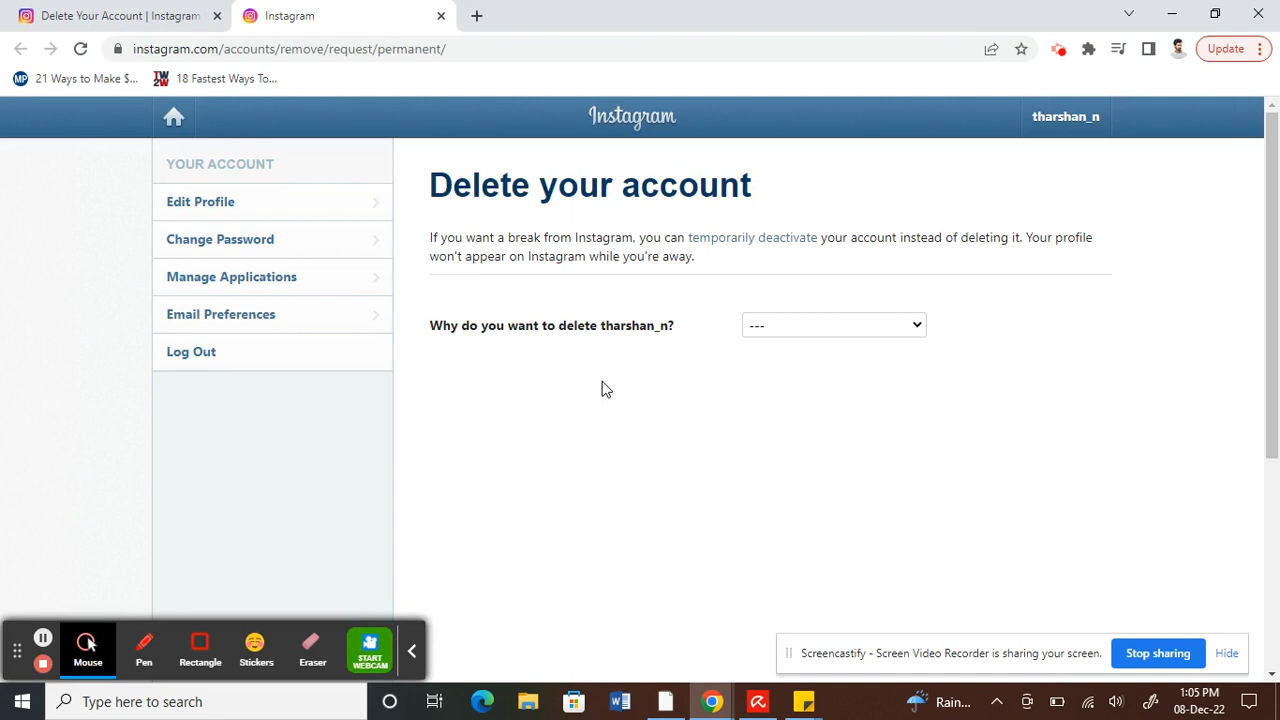 Delete Your Account | Instagram
Instagram
instagram.com/accounts/remove/request/permanent/
Update
MP 21 Ways to Make $...
TW 2W 18 Fastest Ways To...
Instagram
tharshan_n
YOUR ACCOUNT
Edit Profile
Change Password
Manage Applications
Email Preferences
Log Out
Delete your account
If you want a break from Instagram, you can temporarily deactivate your account instead of deleting it. Your profile
won't appear on Instagram while you're away.
Why do you want to delete tharshan_n?
---
Mouse
Pen
Rectangle
Stickers
Eraser
START
WEBCAM
Screencastify - Screen Video Recorder is sharing your screen.
Stop sharing
Hide
Type here to search
Rain...
1:05 PM
08-Dec-22